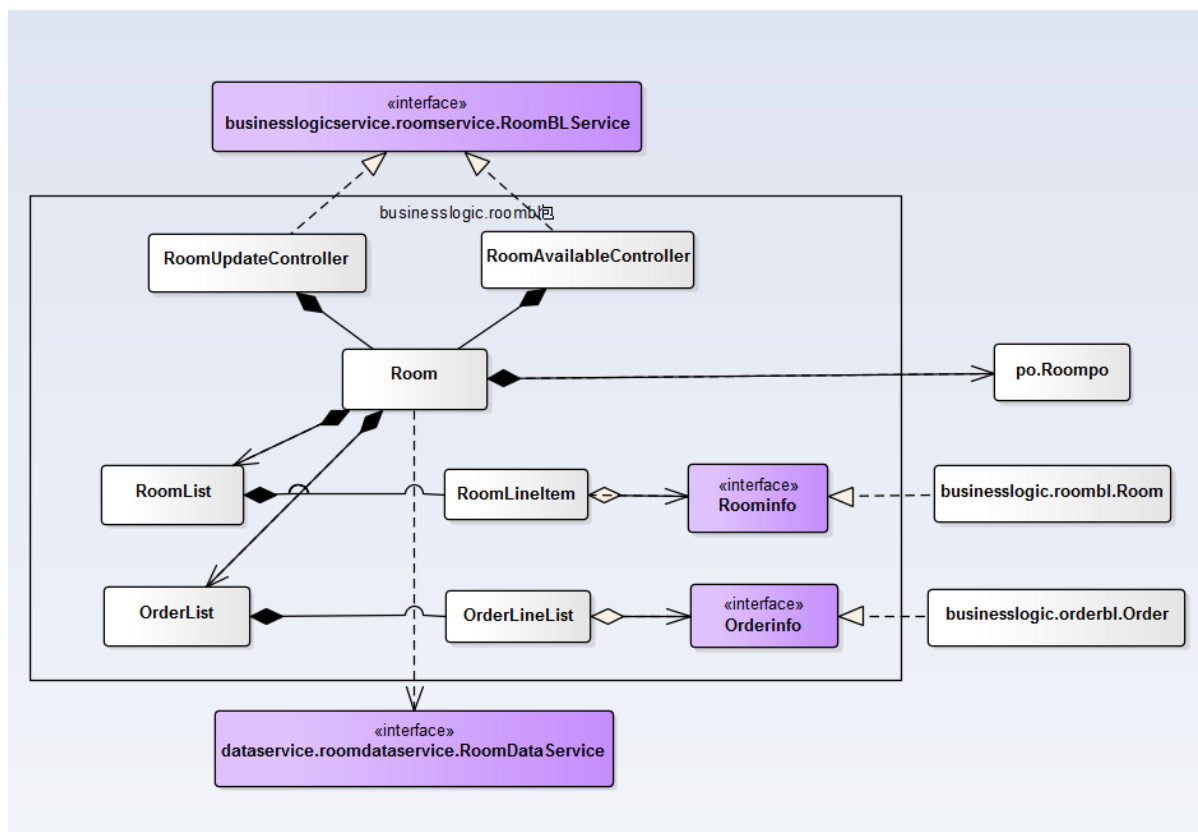 «interface»
businesslogicservice.roomservice.RoomBLService
businesslogic.roombl包
RoomUpdateController
RoomAvailableController
Room
po.Roompo
RoomList
RoomLineItem
«interface»
Roominfo
businesslogic.roombl.Room
OrderList
OrderLineList
«interface»
Orderinfo
businesslogic.orderbl.Order
«interface»
dataservice.roomdataservice.RoomDataService